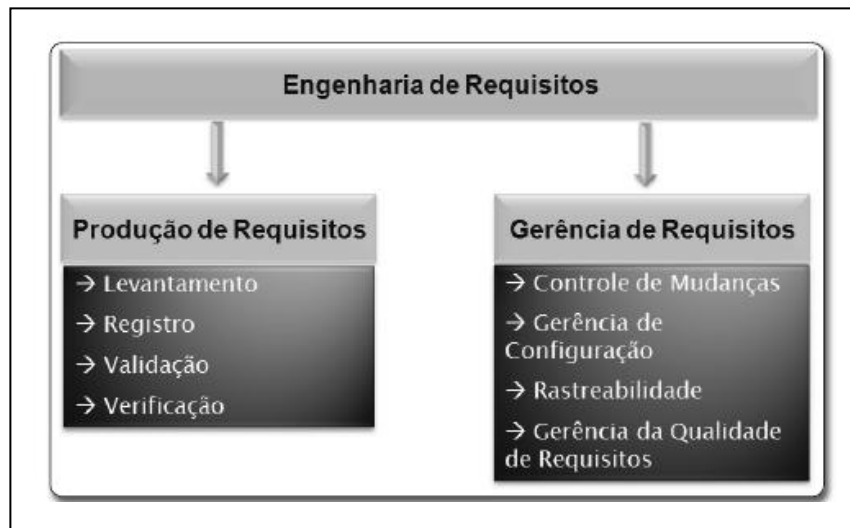 Engenharia de Requisitos
Produção de Requisitos
→ Levantamento
→ Registro
→ Validação
→ Verificação
Gerência de Requisitos
→ Controle de Mudanças
→ Gerência de
Configuração
→ Rastreabilidade
→ Gerência da Qualidade
de Requisitos